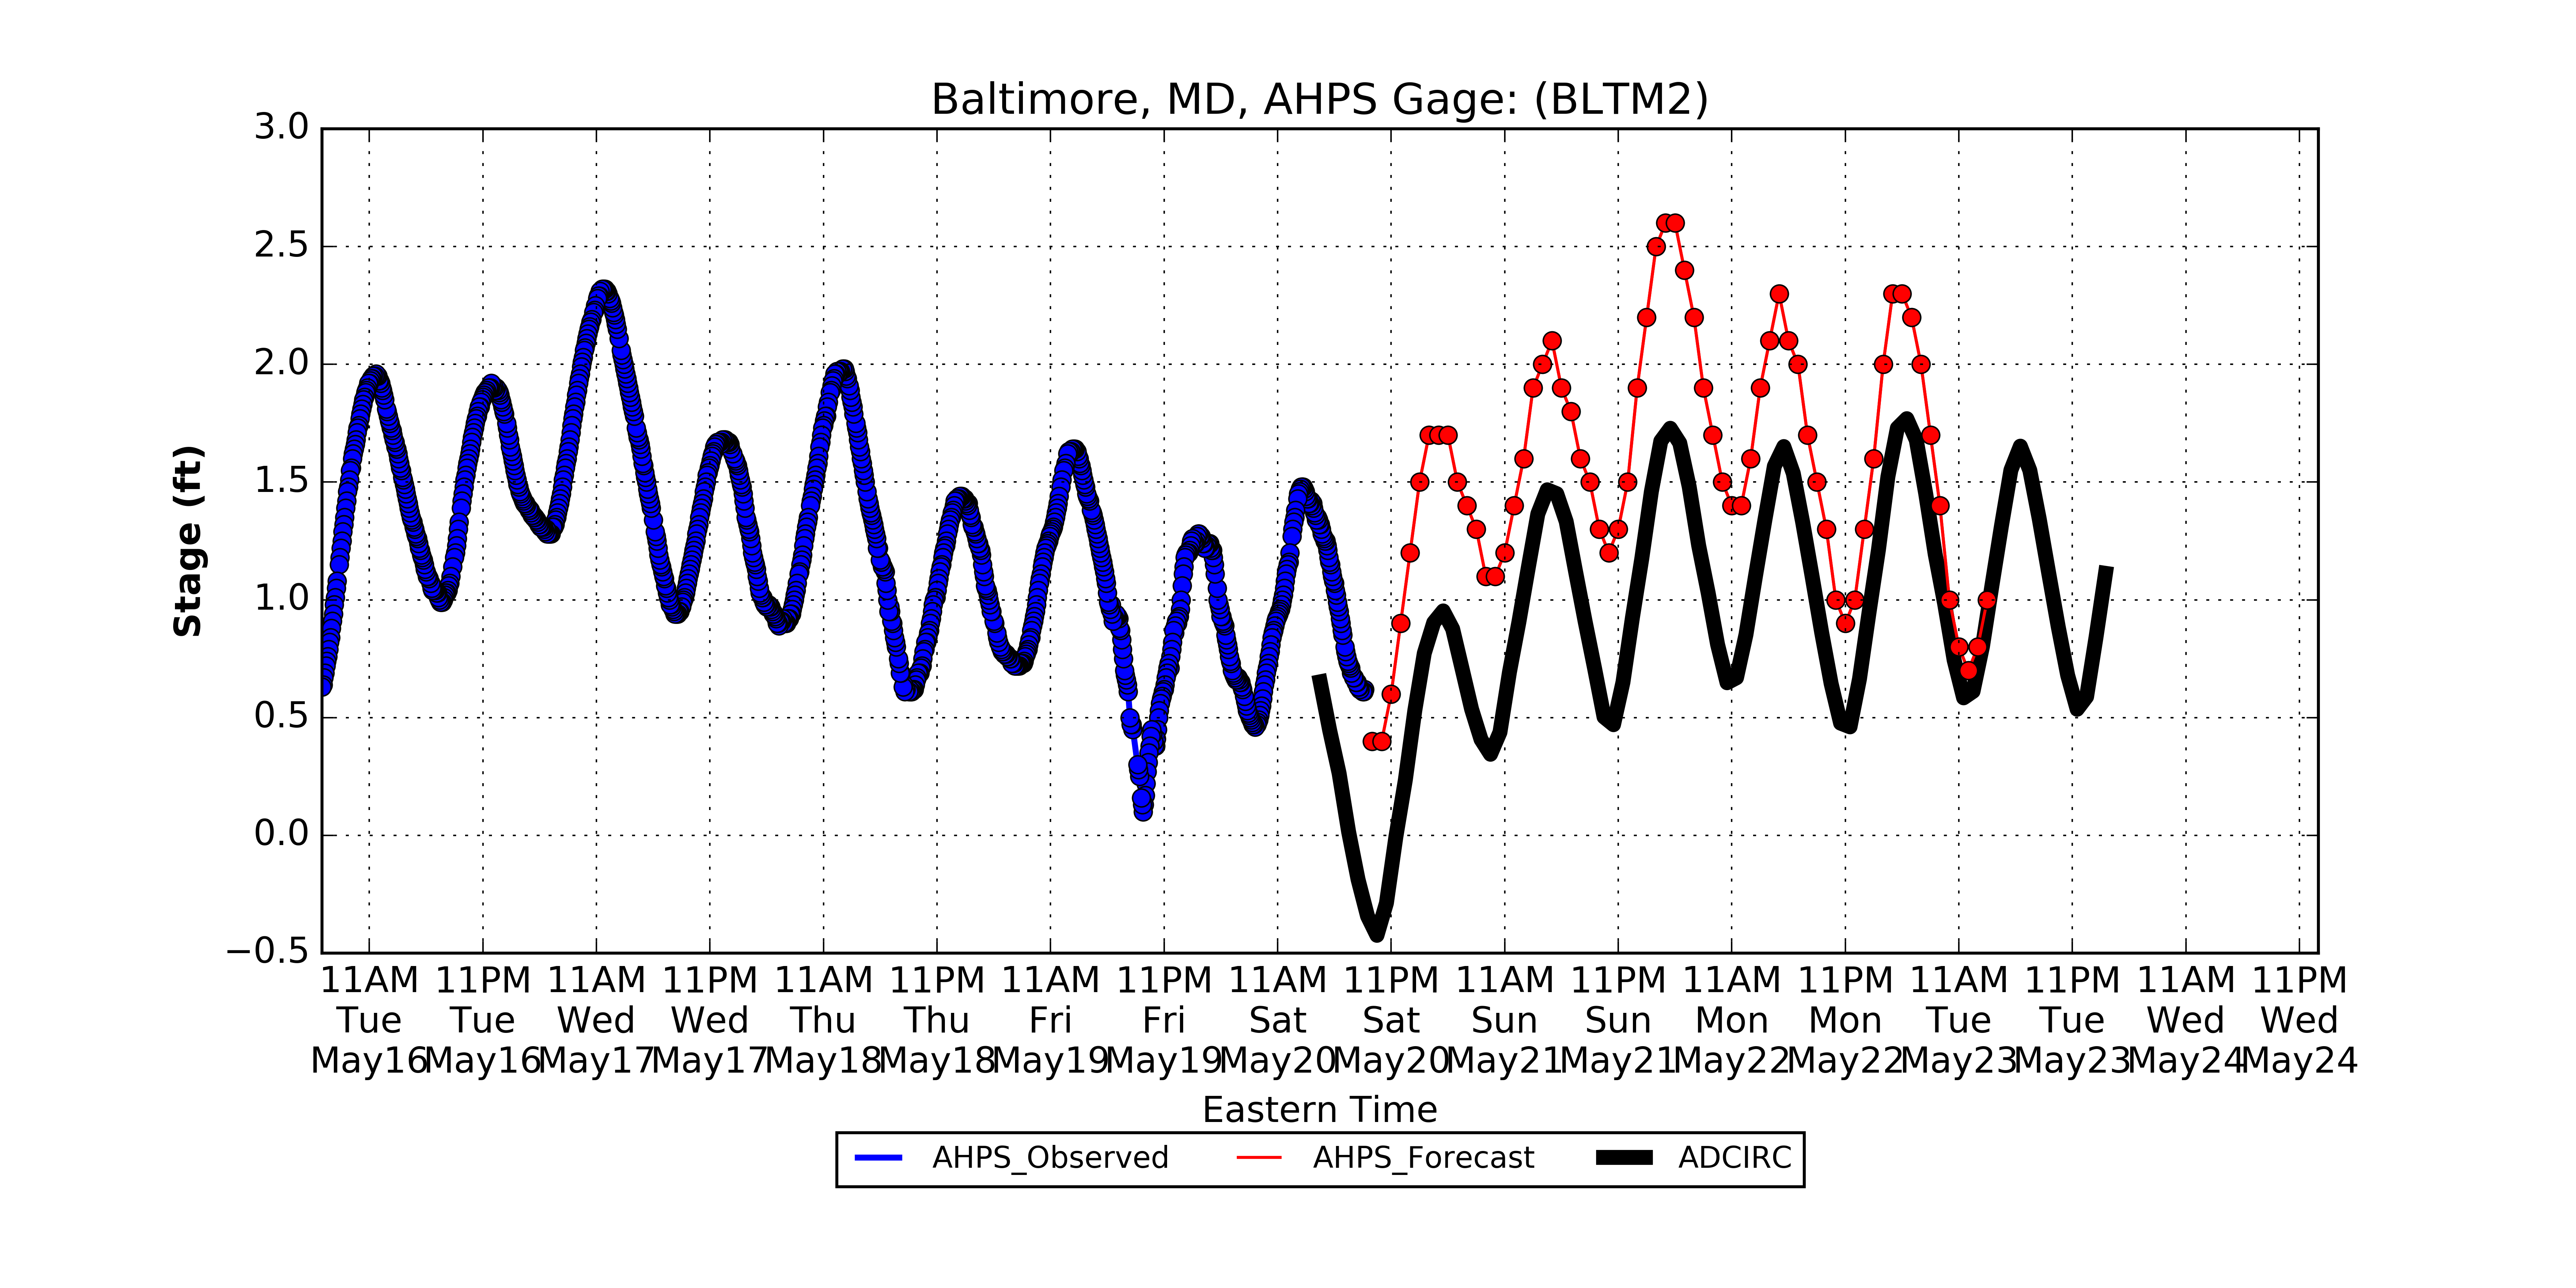 Baltimore, MD, AHPS Gage: (BLTM2)
3.0
2.5
2.0
1.5
1.0
0.5
0.0
−0.5
Stage (ft)
11AM 11PM 11AM 11PM 11AM 11PM 11AM 11PM 11AM 11PM 11AM 11PM 11AM 11PM 11AM 11PM 11AM 11PM
Tue Tue Wed Wed Thu Thu Fri Fri Sat Sat Sun Sun Mon Mon Tue Tue Wed Wed
May16 May16 May17 May17 May18 May18 May19 May19 May20 May20 May21 May21 May22 May22 May23 May23 May24 May24
Eastern Time
AHPS_Observed AHPS_Forecast ADCIRC